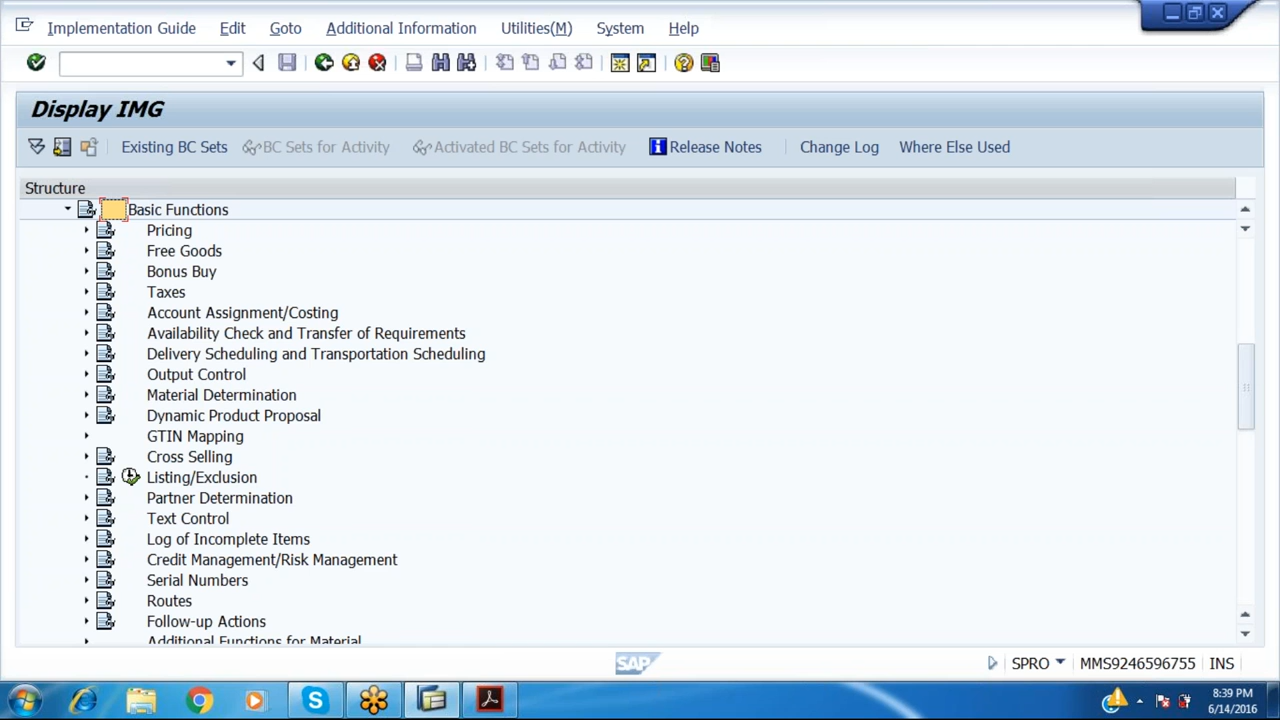 Implementation Guide Edit Goto Additional Information Utilities(M) System Help
Display IMG
Existing BC Sets BC Sets for Activity Activated BC Sets for Activity Release Notes Change Log Where Else Used
Structure
Basic Functions
Pricing
Free Goods
Bonus Buy
Taxes
Account Assignment/Costing
Availability Check and Transfer of Requirements
Delivery Scheduling and Transportation Scheduling
Output Control
Material Determination
Dynamic Product Proposal
GTIN Mapping
Cross Selling
Listing/Exclusion
Partner Determination
Text Control
Log of Incomplete Items
Credit Management/Risk Management
Serial Numbers
Routes
Follow-up Actions
Additional Functions for Material
SAP SPRO MMS9246596755 INS
8:39 PM
6/14/2016